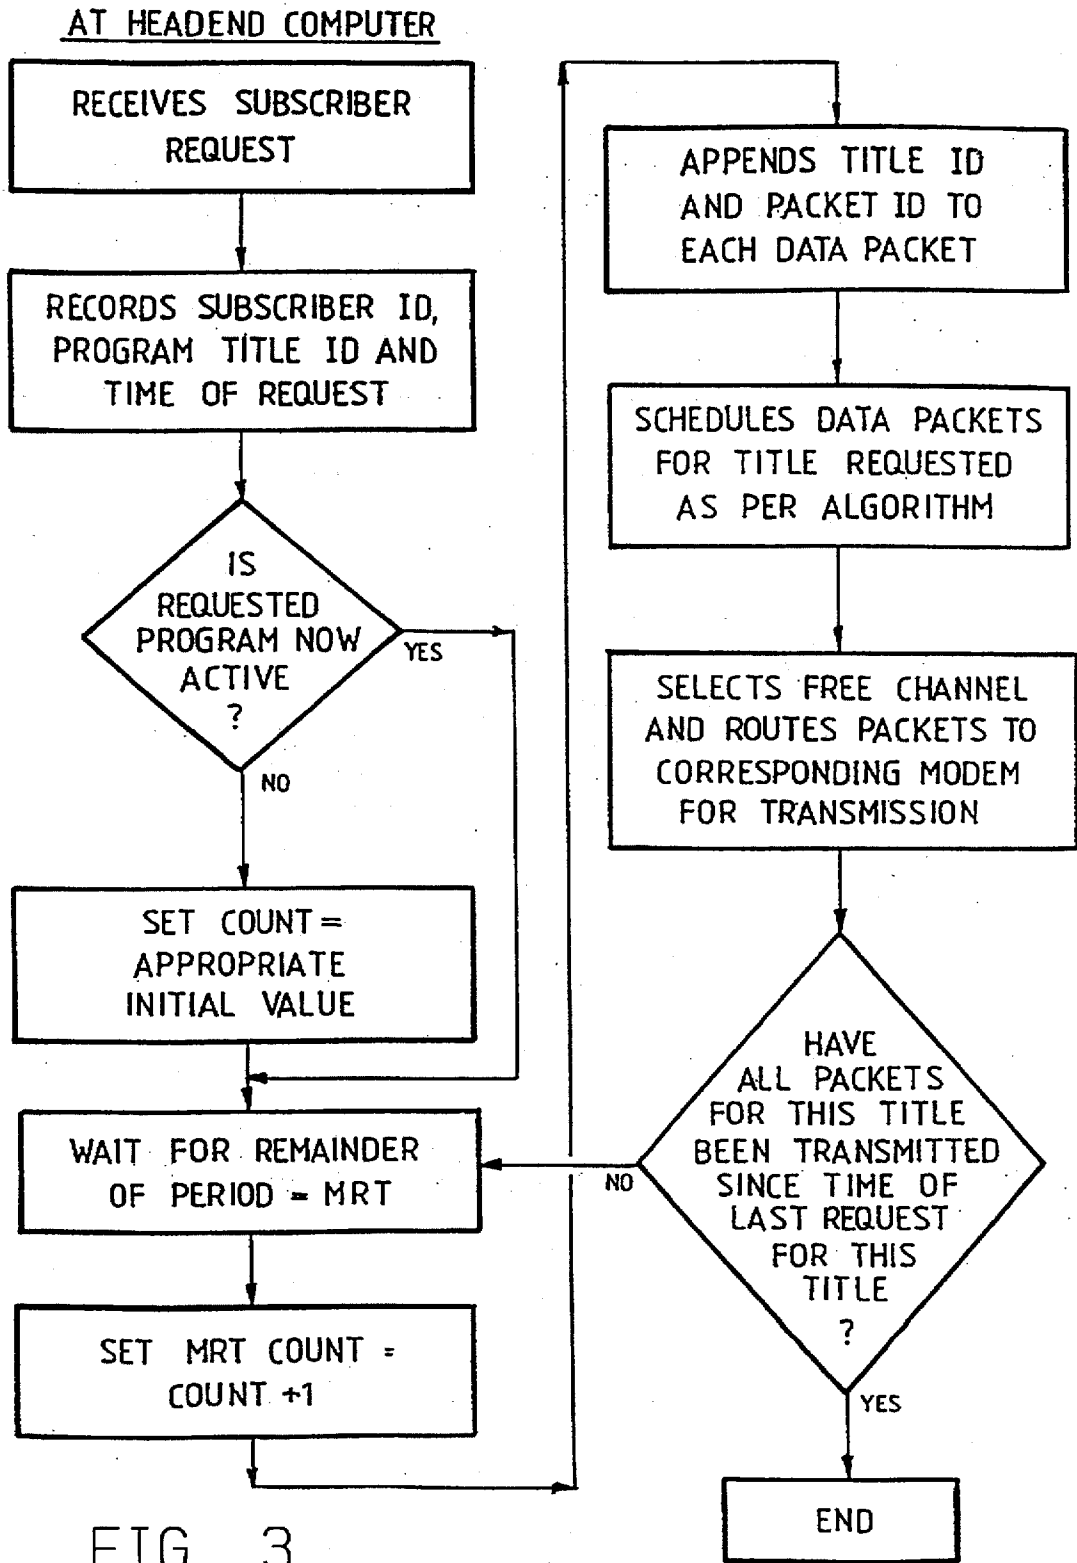 AT HEADEND COMPUTER
RECEIVES SUBSCRIBER
REQUEST
RECORDS SUBSCRIBER ID,
PROGRAM TITLE ID AND
TIME OF REQUEST
IS
REQUESTED
PROGRAM NOW
ACTIVE
?
YES
NO
SET COUNT =
APPROPRIATE
INITIAL VALUE
WAIT FOR REMAINDER
OF PERIOD = MRT
SET MRT COUNT =
COUNT +1
APPENDS TITLE ID
AND PACKET ID TO
EACH DATA PACKET
SCHEDULES DATA PACKETS
FOR TITLE REQUESTED
AS PER ALGORITHM
SELECTS FREE CHANNEL
AND ROUTES PACKETS TO
CORRESPONDING MODEM
FOR TRANSMISSION
HAVE
ALL PACKETS
FOR THIS TITLE
BEEN TRANSMITTED
SINCE TIME OF
LAST REQUEST
FOR THIS
TITLE
?
NO
YES
END
FIG 3